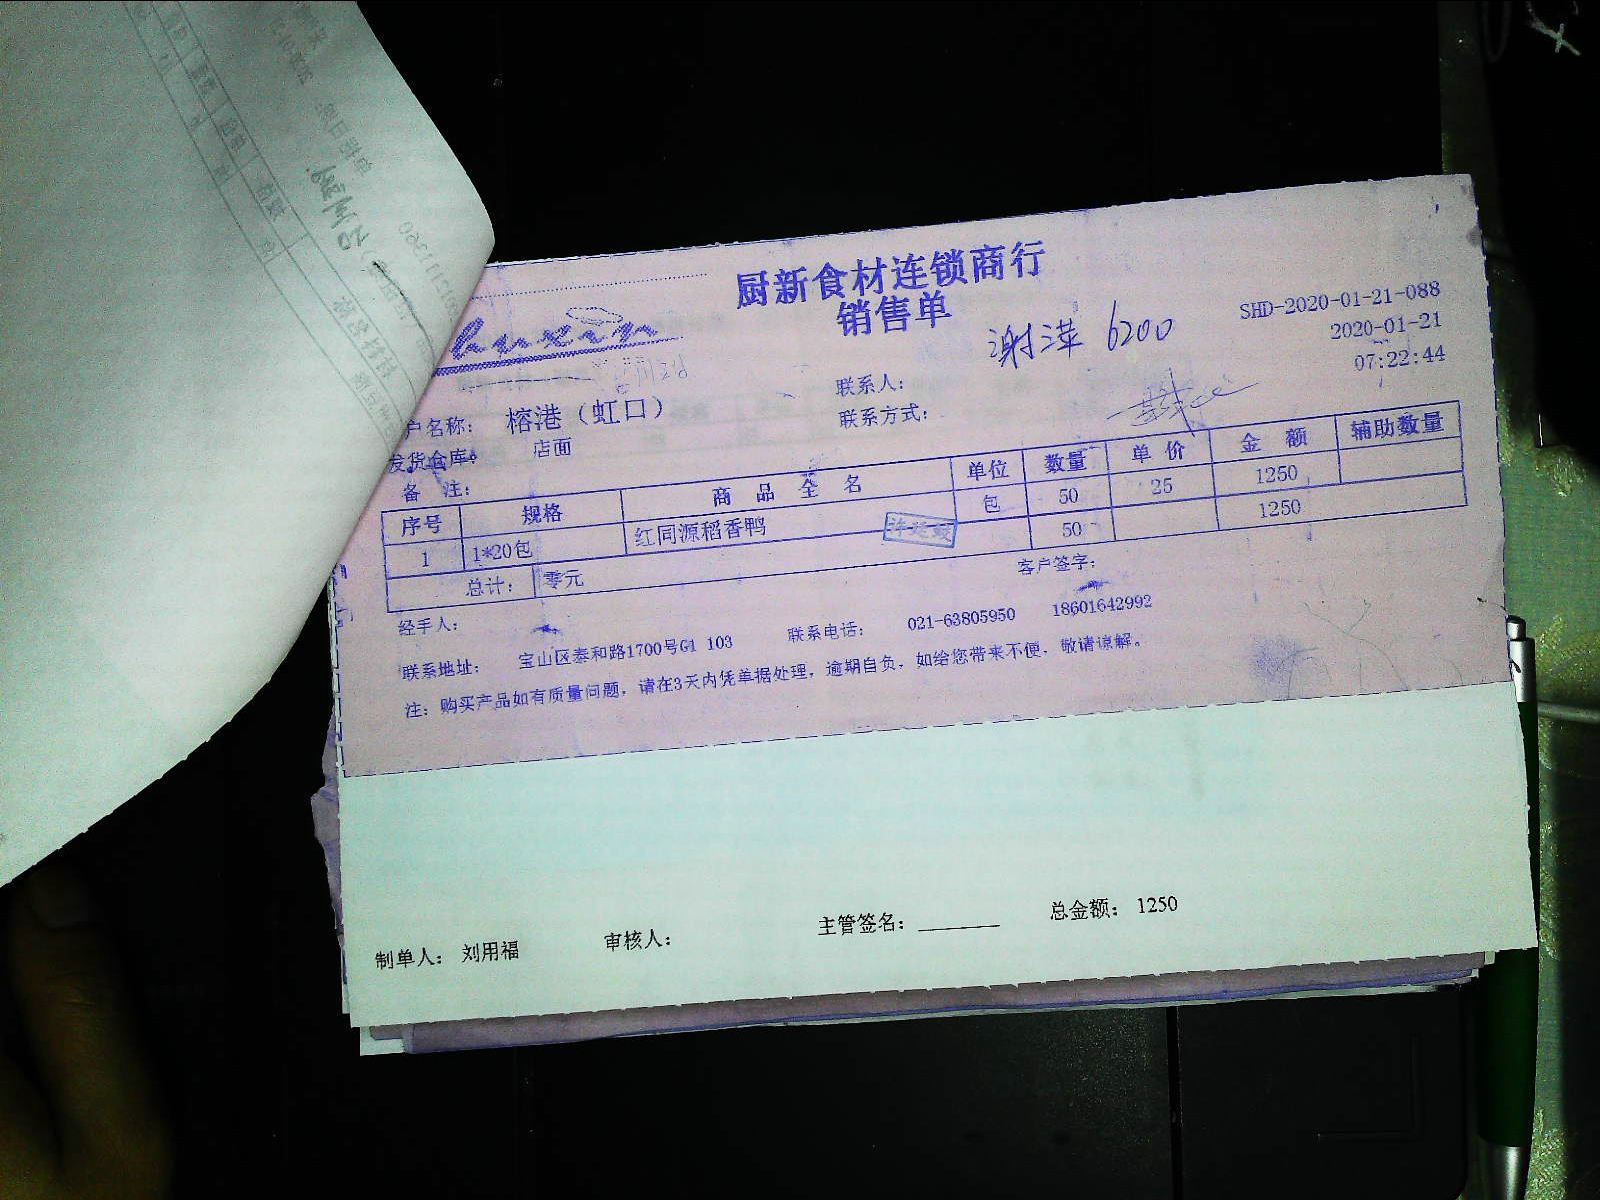 厨新食材连锁商行
销售单
SHD-2020-01-21-088
谢萍 6200
2020-01-21
07:22:44
联系人：
户名称： 榕港（虹口）
联系方式：
发货仓库： 店面
备 注：
序号 规格 商 品 全 名 单位 数量 单 价 金 额 辅助数量
1 1*20包 红同源稻香鸭 包 50 25 1250
总计： 零元 50 1250
经手人： 客户签字：
联系地址： 宝山区泰和路1700号G1 103 联系电话： 021-63805950 18601642992
注：购买产品如有质量问题，请在3天内凭单据处理，逾期自负，如给您带来不便，敬请谅解。
制单人： 刘用福 审核人： 主管签名：________ 总金额： 1250